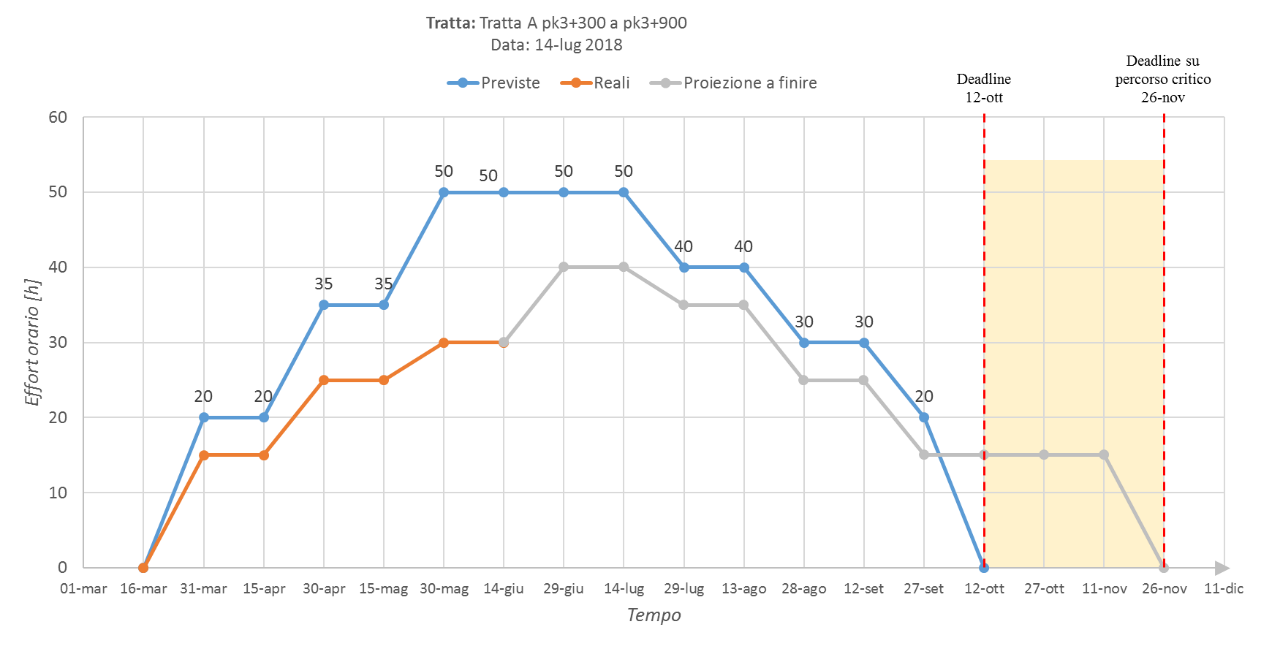 Tratta: Tratta A pk3+300 a pk3+900
Data: 14-lug 2018
Previste Reali Proiezione a finire
Deadline
12-ott
Deadline su
percorso critico
26-nov
60
50
40
30
20
10
0
Effort orario [h]
20 20 35 35 50 50 50 50 40 40 30 30 20
01-mar 16-mar 31-mar 15-apr 30-apr 15-mag 30-mag 14-giu 29-giu 14-lug 29-lug 13-ago 28-ago 12-set 27-set 12-ott 27-ott 11-nov 26-nov 11-dic
Tempo